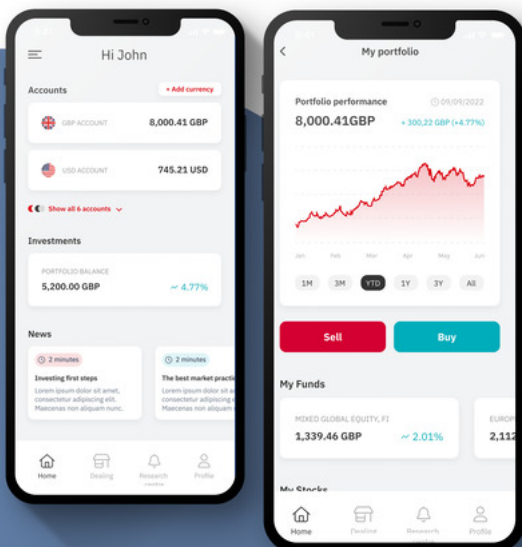 Hi John
Accounts
+ Add currency
GBP ACCOUNT
8,000.41 GBP
USD ACCOUNT
745.21 USD
Show all 6 accounts
Investments
PORTFOLIO BALANCE
5,200.00 GBP
4.77%
News
2 minutes
Investing first steps
Lorem ipsum dolor sit amet,
consectetur adipiscing elit.
Maecenas non aliquam nunc.
2 minutes
The best market practi
Lorem ipsum dolor sit a
consectetur adipiscing
Maecenas non aliquam
Home
Dealing
Research
centre
Profile
My portfolio
Portfolio performance
09/09/2022
8,000.41GBP
+ 300,22 GBP (+4.77%)
Jan
Feb
Mar
Apr
May
Jun
1M
3M
YTD
1Y
3Y
All
Sell
Buy
My Funds
MIXED GLOBAL EQUITY, FI
1,339.46 GBP
2.01%
EUROP
2,112
My Stocks
Home
Dealing
Research
Profile